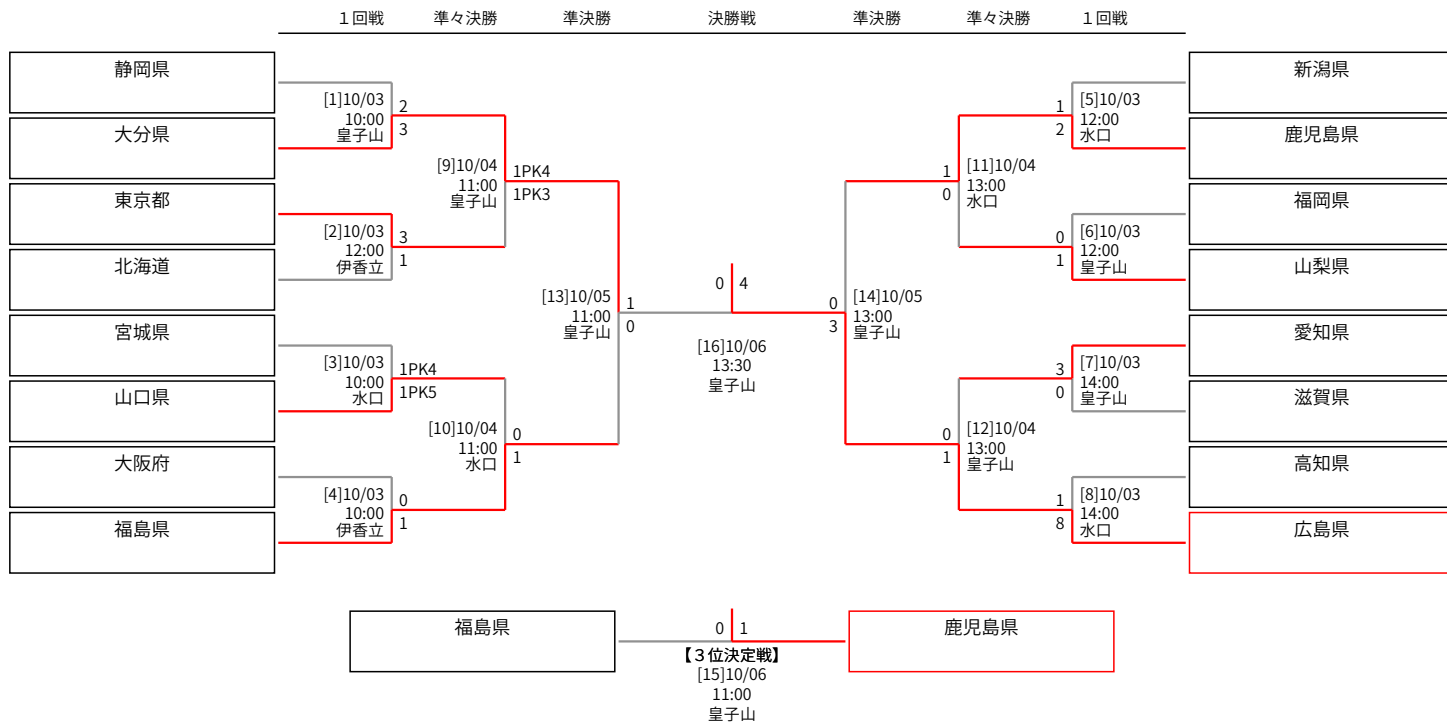 １回戦 準々決勝 準決勝 決勝戦 準決勝 準々決勝 １回戦
静岡県
大分県
東京都
北海道
宮城県
山口県
大阪府
福島県
[1]10/03
10:00
皇子山
2
3
[2]10/03
12:00
伊香立
3
1
[3]10/03
10:00
水口
1PK4
1PK5
[4]10/03
10:00
伊香立
0
1
[9]10/04
11:00
皇子山
1PK4
1PK3
[10]10/04
11:00
水口
0
1
[13]10/05
11:00
皇子山
1
0
0 4
[16]10/06
13:30
皇子山
0
3
[14]10/05
13:00
皇子山
1
0
[11]10/04
13:00
水口
0
1
[12]10/04
13:00
皇子山
1
2
[5]10/03
12:00
水口
0
1
[6]10/03
12:00
皇子山
3
0
[7]10/03
14:00
皇子山
1
8
[8]10/03
14:00
水口
新潟県
鹿児島県
福岡県
山梨県
愛知県
滋賀県
高知県
広島県
福島県 0 1 鹿児島県
【３位決定戦】
[15]10/06
11:00
皇子山